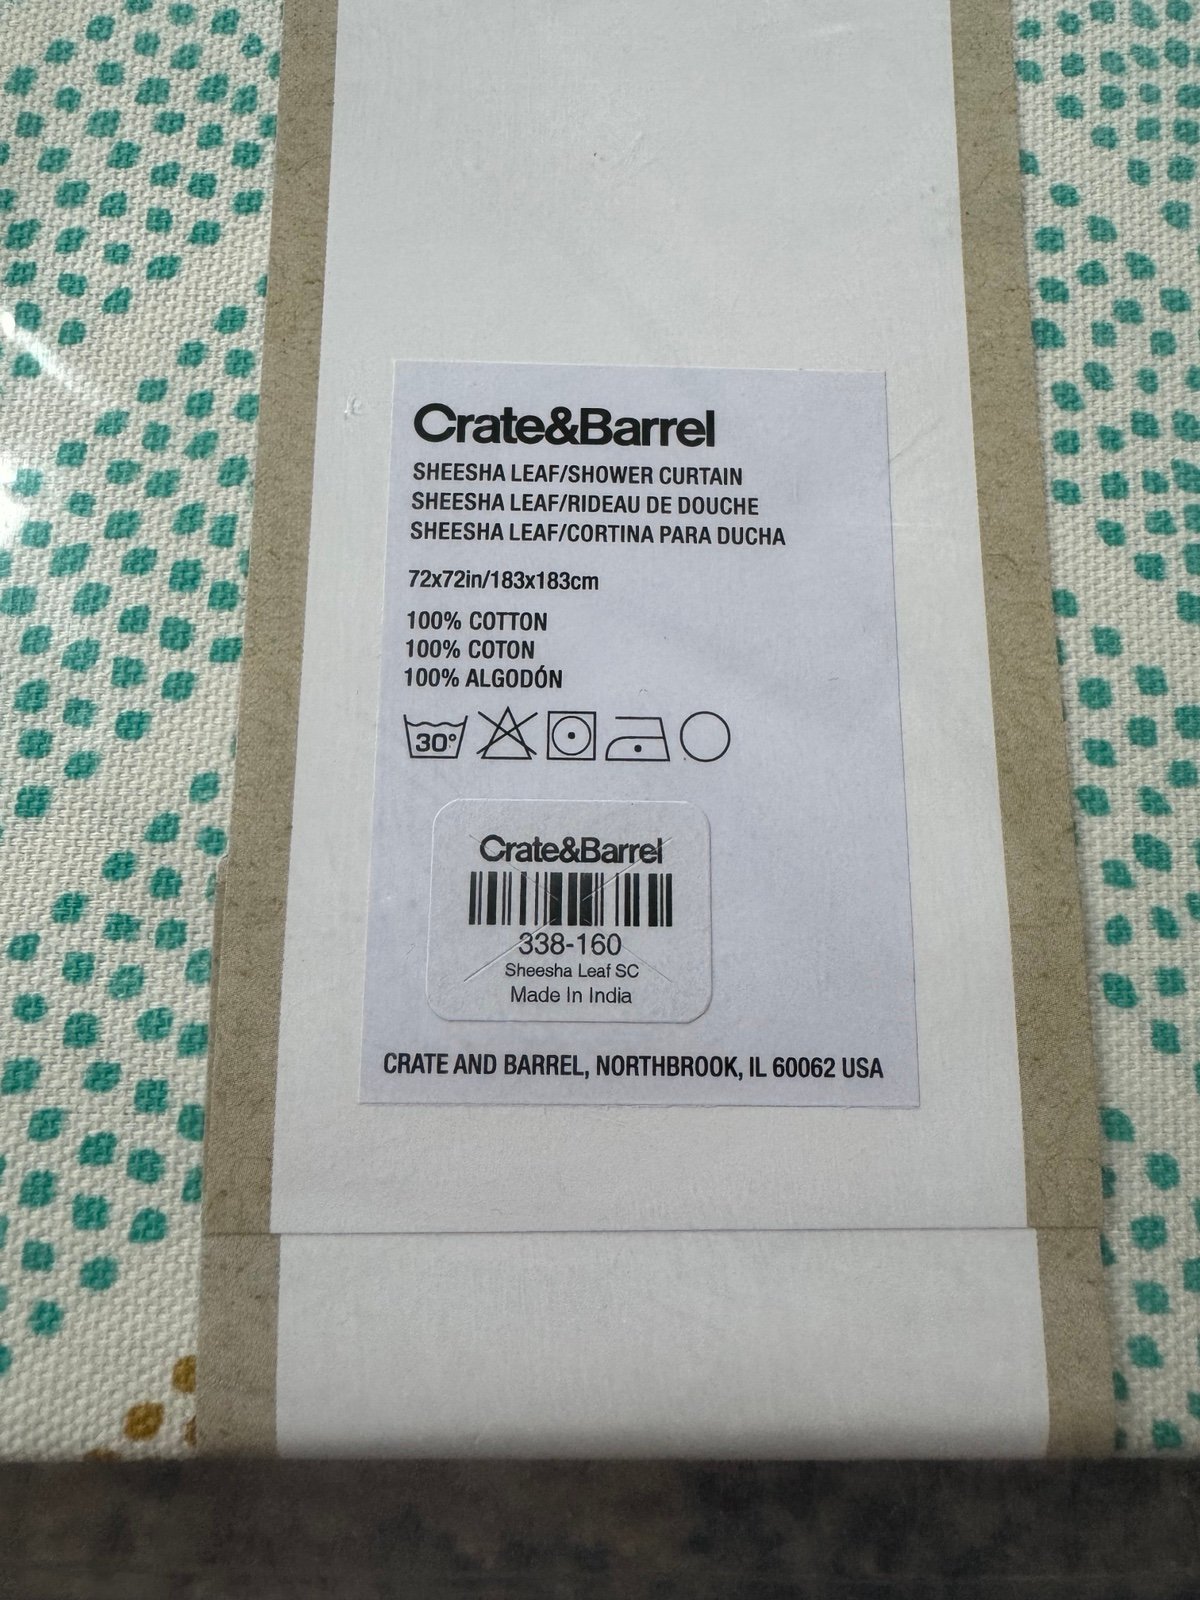 Crate&Barrel
SHEESHA LEAF/SHOWER CURTAIN
SHEESHA LEAF/RIDEAU DE DOUCHE
SHEESHA LEAF/CORTINA PARA DUCHA
72x72in/183x183cm
100% COTTON
100% COTON
100% ALGODÓN
30°
Crate&Barrel
338-160
Sheesha Leaf SC
Made In India
CRATE AND BARREL, NORTHBROOK, IL 60062 USA